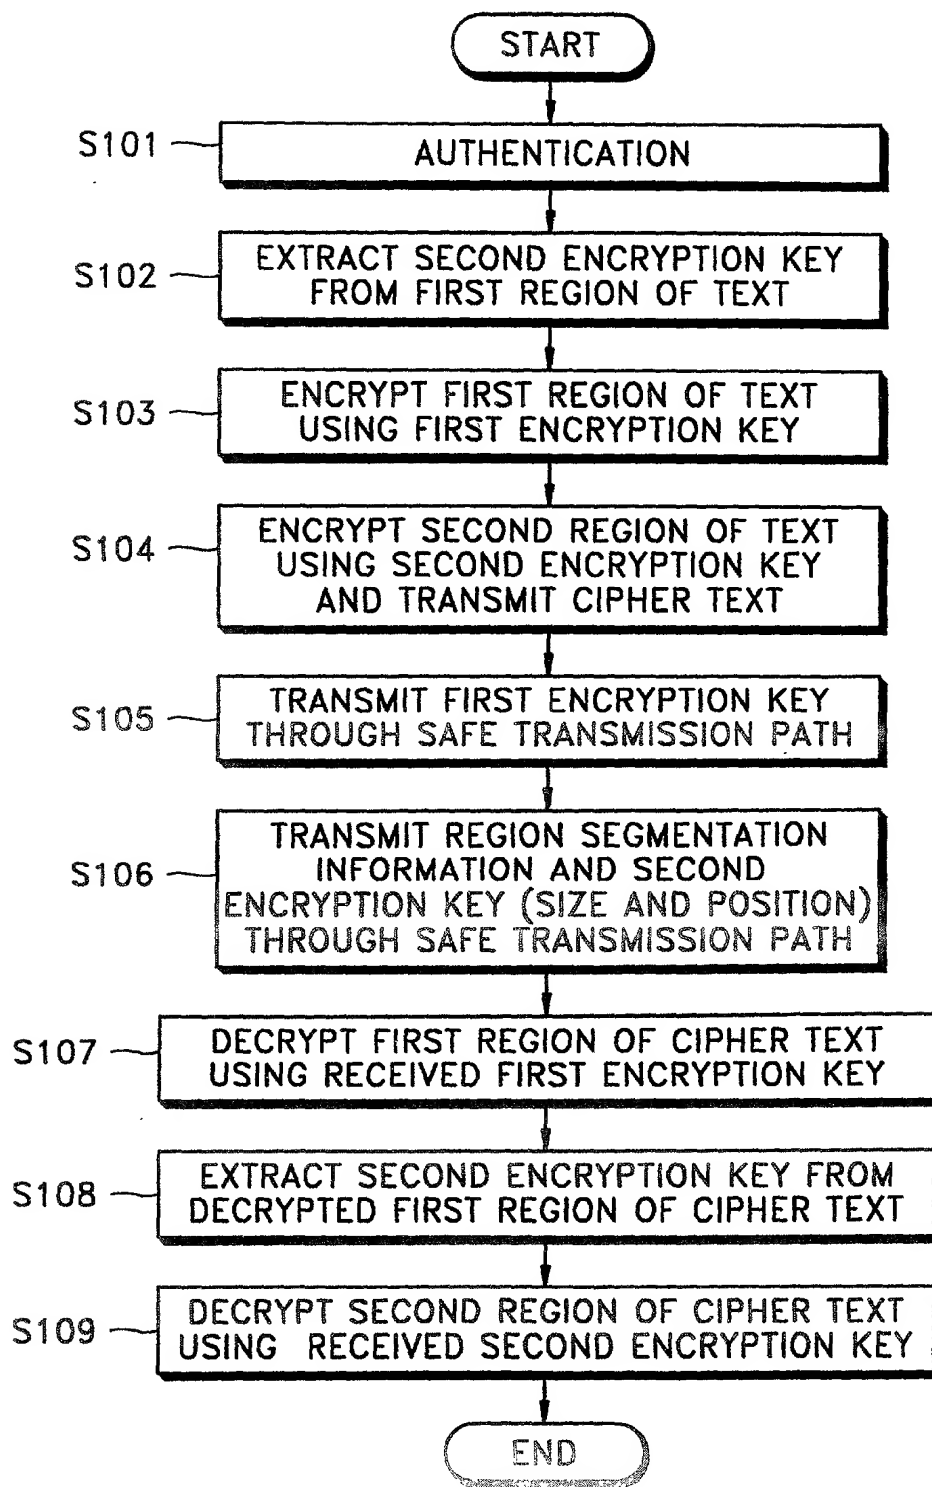 START
S101
AUTHENTICATION
S102
EXTRACT SECOND ENCRYPTION KEY
FROM FIRST REGION OF TEXT
S103
ENCRYPT FIRST REGION OF TEXT
USING FIRST ENCRYPTION KEY
S104
ENCRYPT SECOND REGION OF TEXT
USING SECOND ENCRYPTION KEY
AND TRANSMIT CIPHER TEXT
S105
TRANSMIT FIRST ENCRYPTION KEY
THROUGH SAFE TRANSMISSION PATH
S106
TRANSMIT REGION SEGMENTATION
INFORMATION AND SECOND
ENCRYPTION KEY (SIZE AND POSITION)
THROUGH SAFE TRANSMISSION PATH
S107
DECRYPT FIRST REGION OF CIPHER TEXT
USING RECEIVED FIRST ENCRYPTION KEY
S108
EXTRACT SECOND ENCRYPTION KEY FROM
DECRYPTED FIRST REGION OF CIPHER TEXT
S109
DECRYPT SECOND REGION OF CIPHER TEXT
USING RECEIVED SECOND ENCRYPTION KEY
END